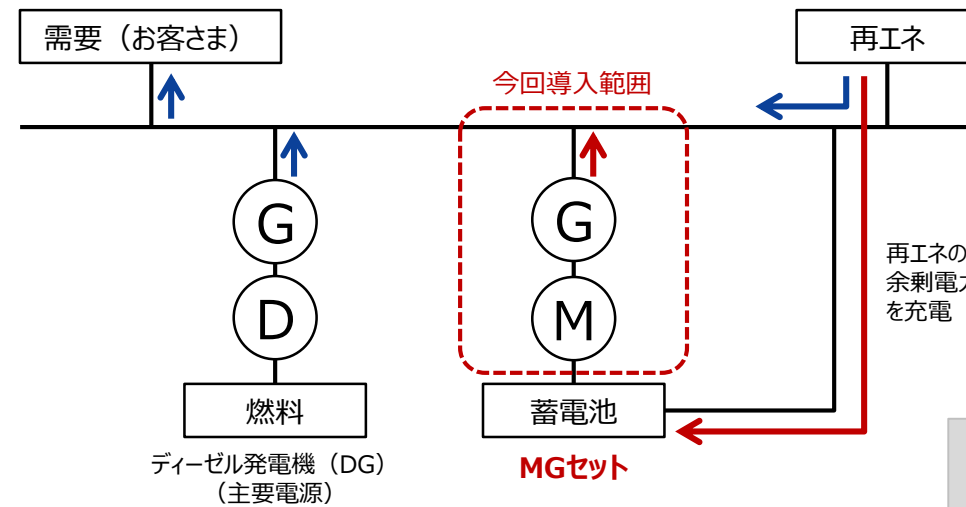 需要（お客さま）
再エネ
今回導入範囲
G
G
再エネの
余剰電力
を充電
D
M
燃料
蓄電池
ディーゼル発電機（DG）
（主要電源）
MGセット